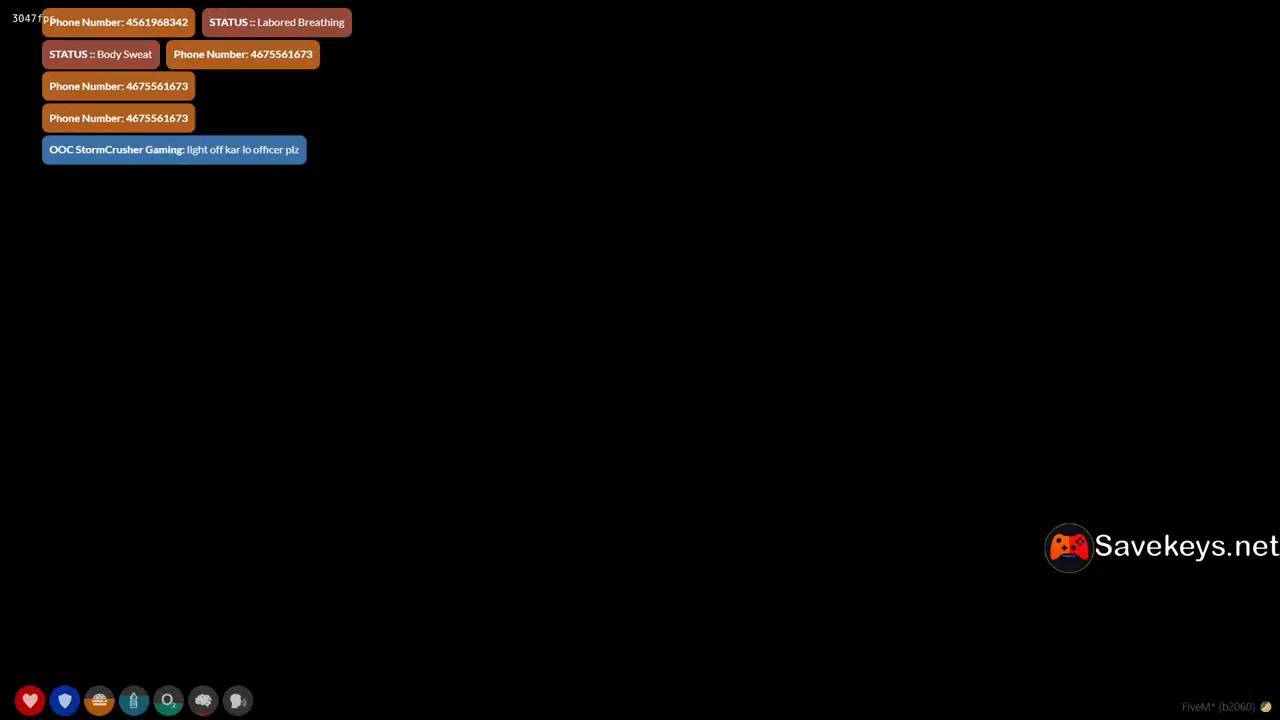 3047fps
Phone Number: 4561968342 STATUS :: Labored Breathing
STATUS :: Body Sweat Phone Number: 4675561673
Phone Number: 4675561673
Phone Number: 4675561673
OOC StormCrusher Gaming: light off kar lo officer plz
Savekeys.net
O2
FiveM* (b2060)